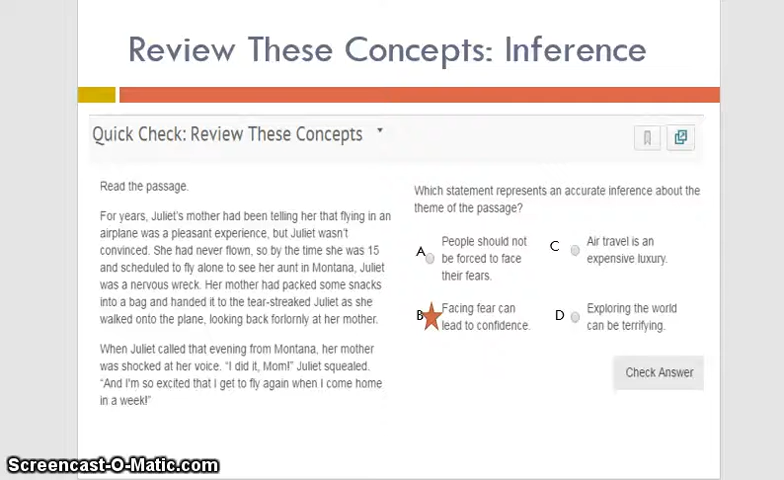 Review These Concepts: Inference
Quick Check: Review These Concepts
Read the passage.
For years, Juliet's mother had been telling her that flying in an
airplane was a pleasant experience, but Juliet wasn't
convinced. She had never flown, so by the time she was 15
and scheduled to fly alone to see her aunt in Montana, Juliet
was a nervous wreck. Her mother had packed some snacks
into a bag and handed it to the tear-streaked Juliet as she
walked onto the plane, looking back forlornly at her mother.
When Juliet called that evening from Montana, her mother
was shocked at her voice. "I did it, Mom!" Juliet squealed.
"And I'm so excited that I get to fly again when I come home
in a week!"
Which statement represents an accurate inference about the
theme of the passage?
A People should not
be forced to face
their fears.
B Facing fear can
lead to confidence.
C Air travel is an
expensive luxury.
D Exploring the world
can be terrifying.
Check Answer
Screencast-O-Matic.com